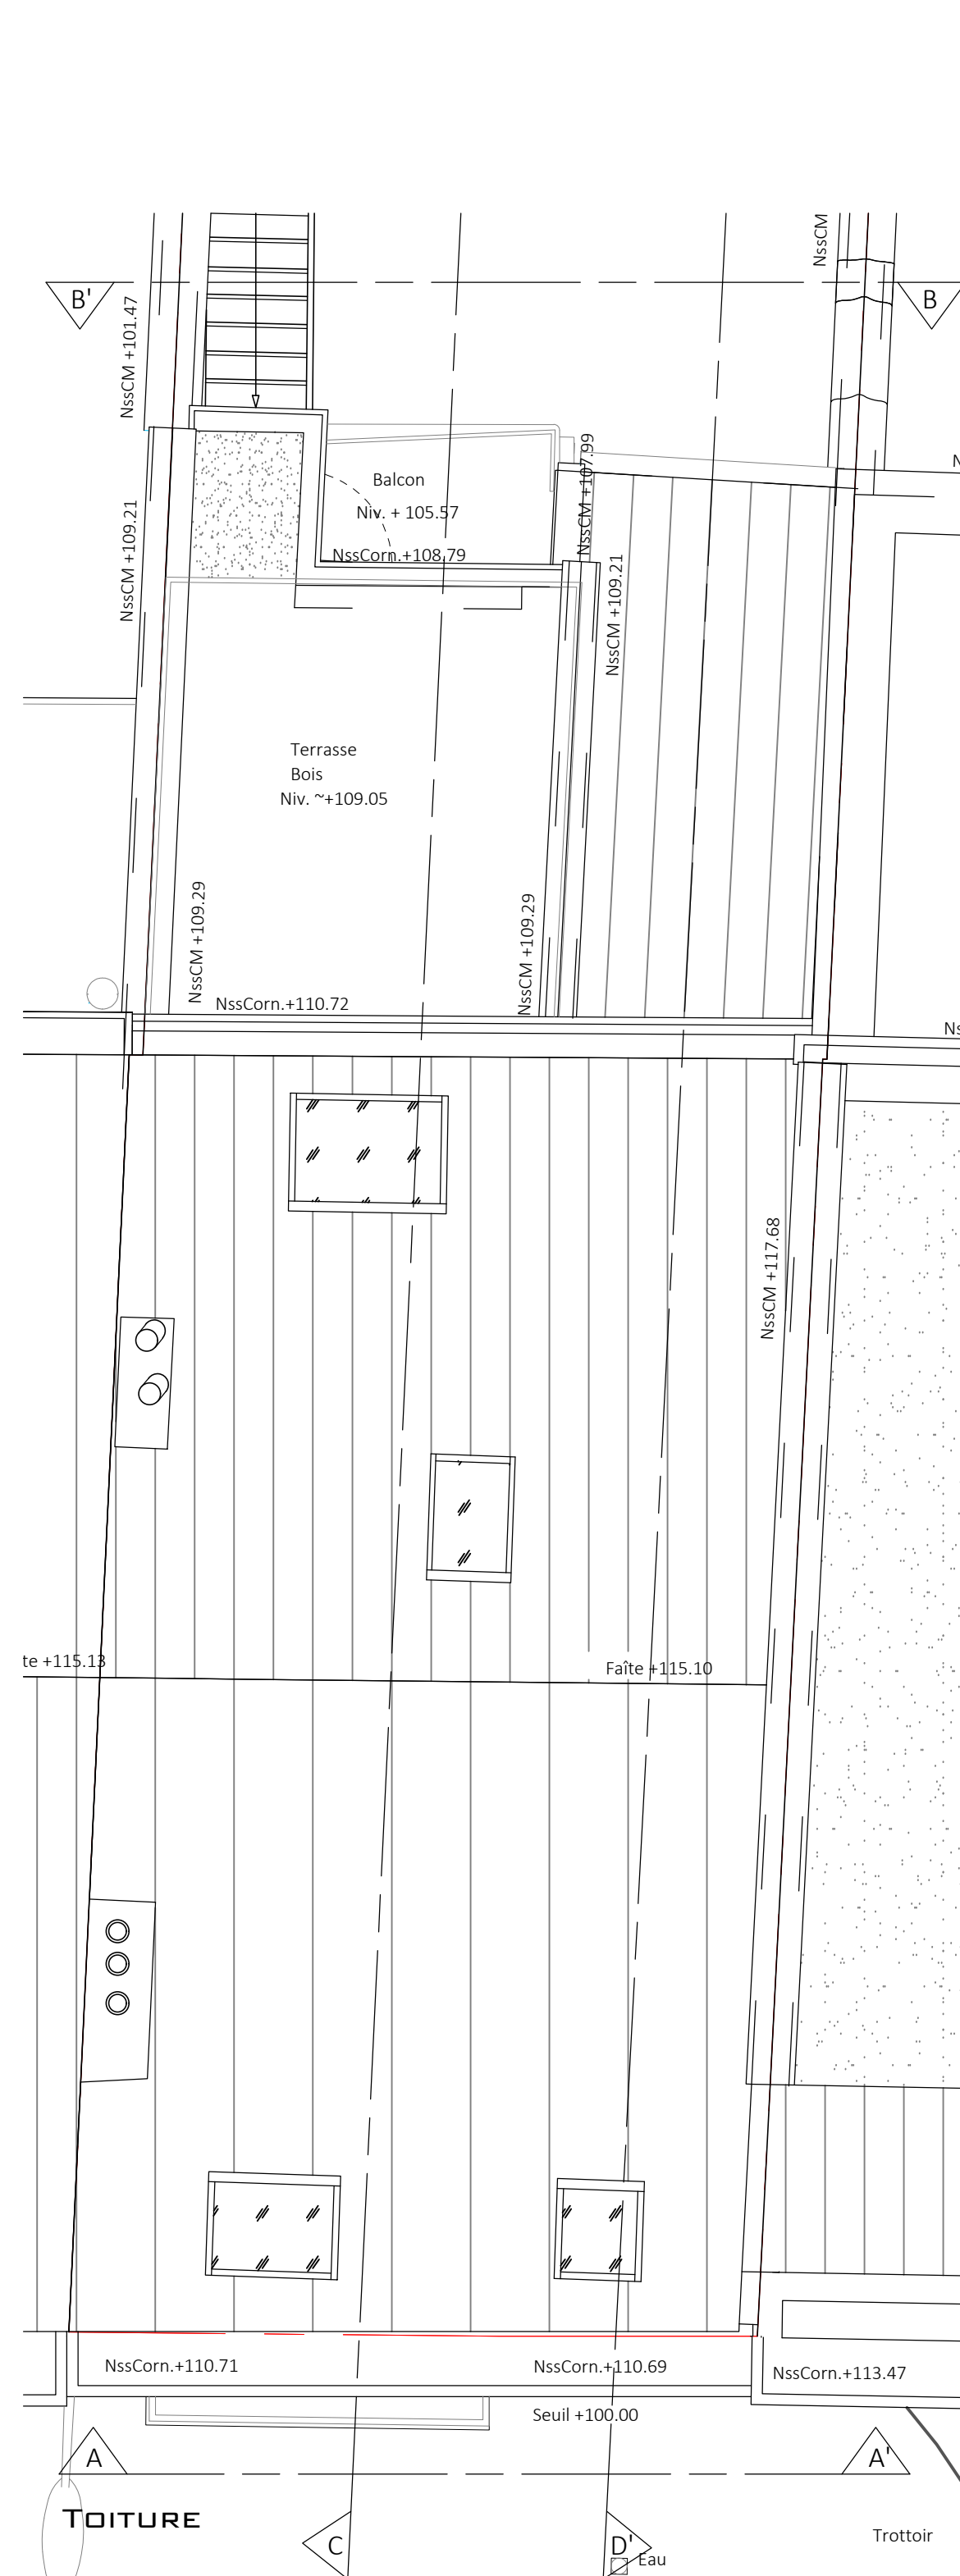 NssCM
B'
B
NssCM +101.47
N
Balcon
Niv. + 105.57
NssCM +107.99
NssCorn.+108.79
NssCM +109.21
NssCM +109.21
Terrasse
Bois
Niv. ~+109.05
NssCM +109.29
NssCM +109.29
NssCorn.+110.72
Ns
NssCM +117.68
te +115.13
Faîte +115.10
NssCorn.+110.71
NssCorn.+110.69
NssCorn.+113.47
Seuil +100.00
A
A'
TOITURE
Trottoir
C
D'
Eau